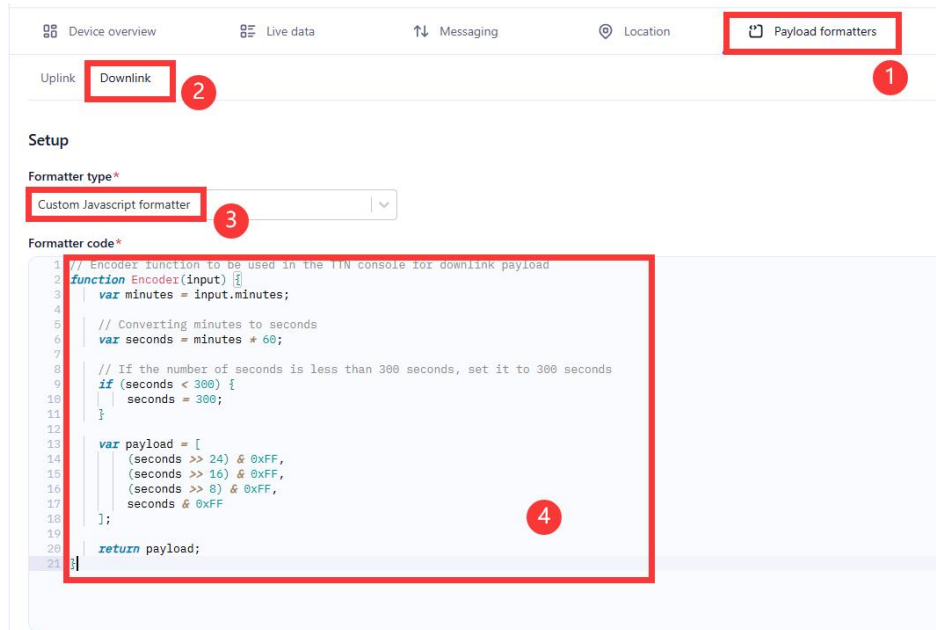 Device overview Live data Messaging Location Payload formatters
1
Uplink Downlink
2
Setup
Formatter type*
Custom Javascript formatter
3
Formatter code*
1 // Encoder function to be used in the TTN console for downlink payload
2 function Encoder(input) {
3 var minutes = input.minutes;
4
5 // Converting minutes to seconds
6 var seconds = minutes * 60;
7
8 // If the number of seconds is less than 300 seconds, set it to 300 seconds
9 if (seconds < 300) {
10 seconds = 300;
11 }
12
13 var payload = [
14 (seconds >> 24) & 0xFF,
15 (seconds >> 16) & 0xFF,
16 (seconds >> 8) & 0xFF,
17 seconds & 0xFF
18 ];
19
20 return payload;
21 }
4